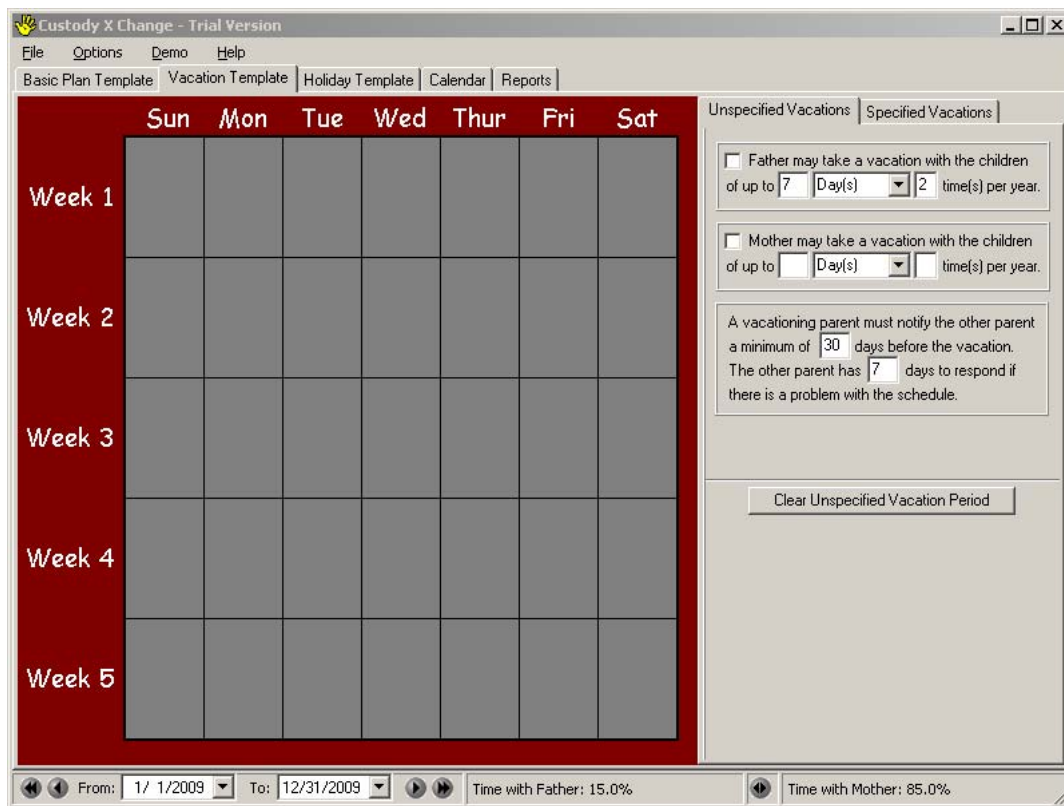 Custody X Change - Trial Version
File Options Demo Help
Basic Plan Template Vacation Template Holiday Template Calendar Reports
Sun Mon Tue Wed Thur Fri Sat
Week 1
Week 2
Week 3
Week 4
Week 5
Unspecified Vacations Specified Vacations
Father may take a vacation with the children
of up to 7 Day(s) 2 time(s) per year.
Mother may take a vacation with the children
of up to Day(s) time(s) per year.
A vacationing parent must notify the other parent
a minimum of 30 days before the vacation.
The other parent has 7 days to respond if
there is a problem with the schedule.
Clear Unspecified Vacation Period
From: 1/ 1/2009 To: 12/31/2009 Time with Father: 15.0% Time with Mother: 85.0%